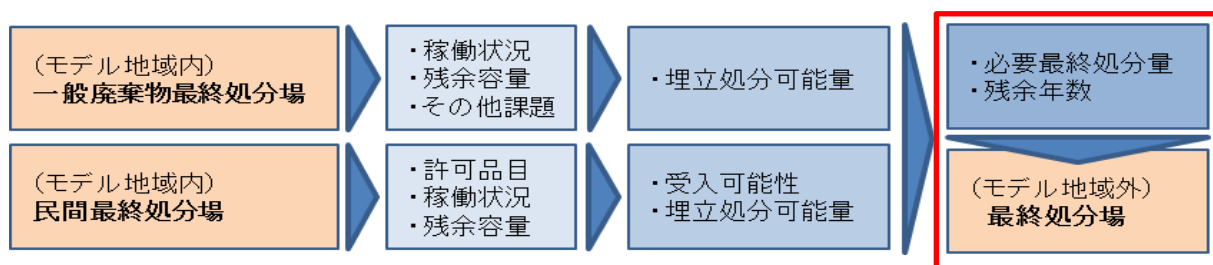 （モデル地域内）
一般廃棄物最終処分場
・稼働状況
・残余容量
・その他課題
・埋立処分可能量
（モデル地域内）
民間最終処分場
・許可品目
・稼働状況
・残余容量
・受入可能性
・埋立処分可能量
・必要最終処分量
・残余年数
（モデル地域外）
最終処分場